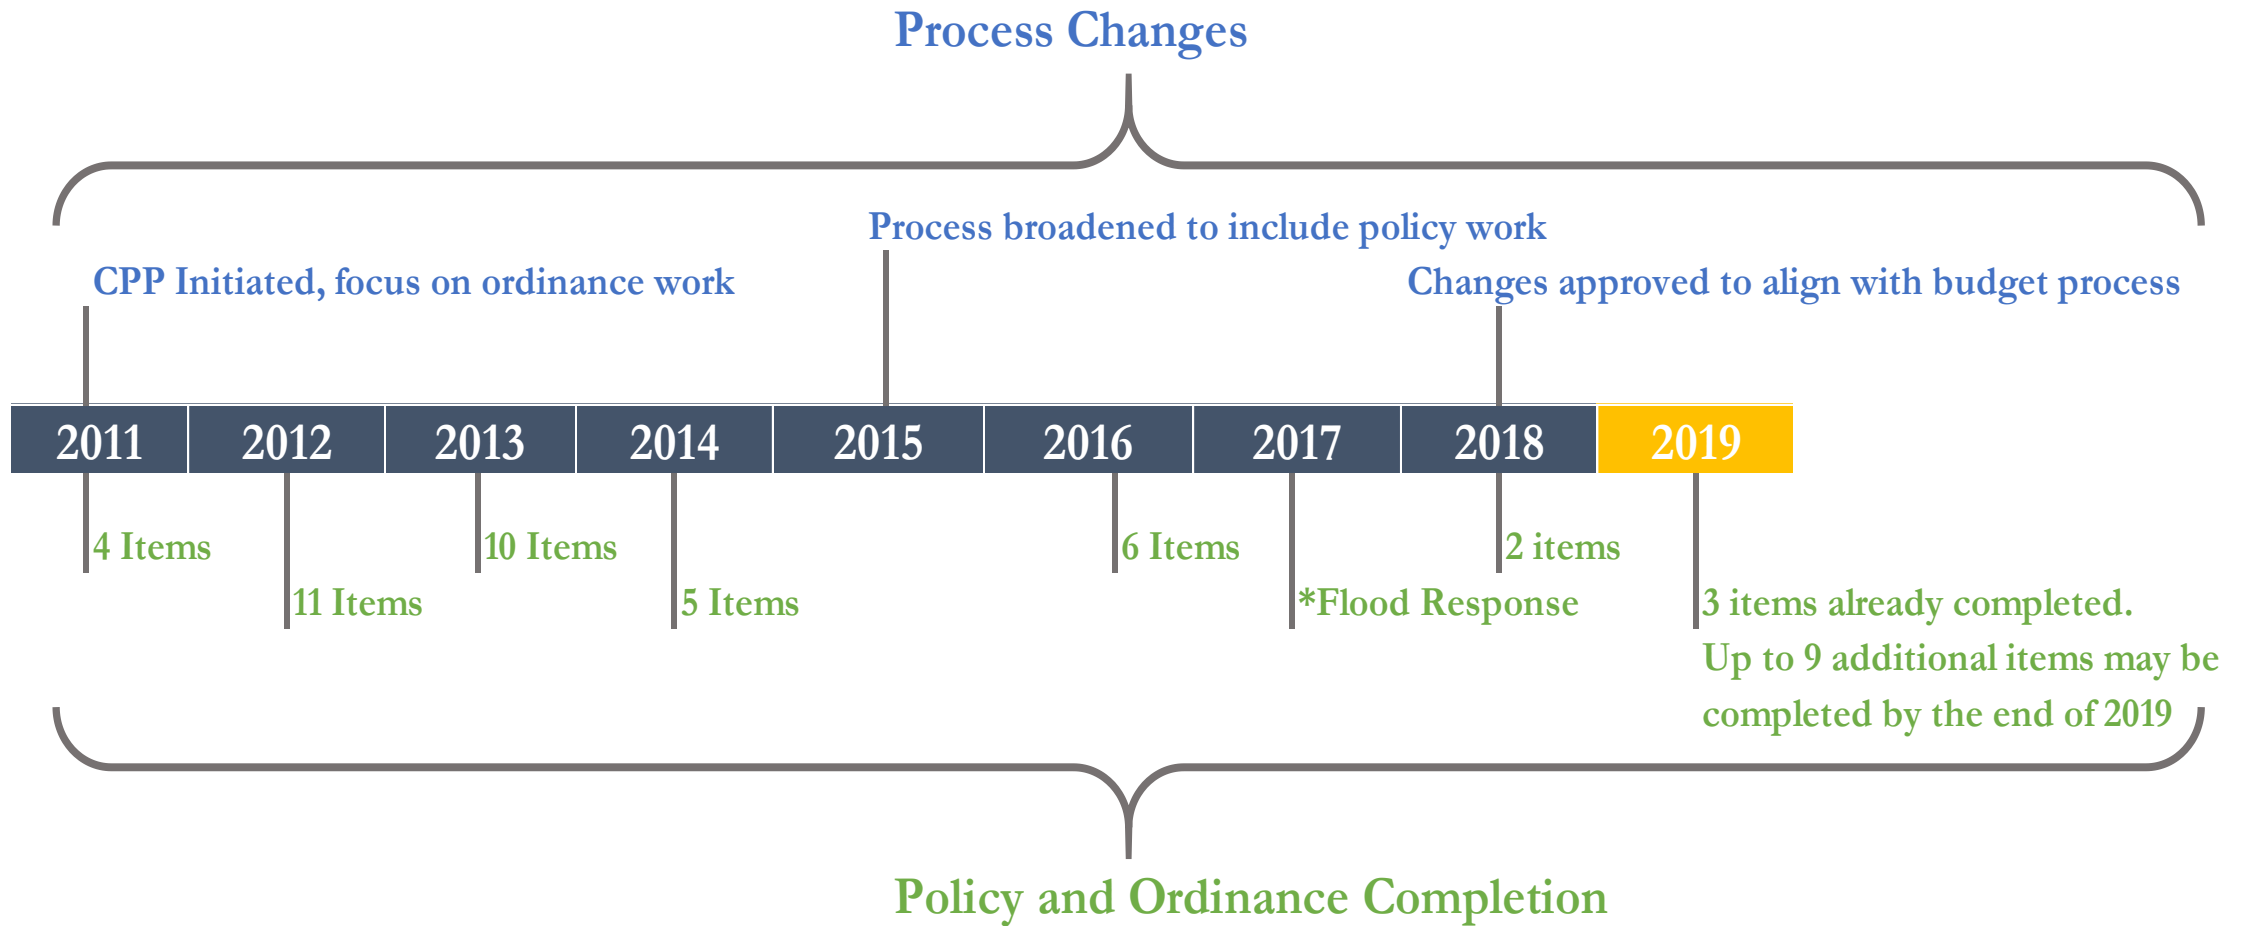 Process Changes
Process broadened to include policy work
CPP Initiated, focus on ordinance work
Changes approved to align with budget process
2011 2012 2013 2014 2015 2016 2017 2018 2019
4 Items 10 Items 6 Items 2 items
11 Items 5 Items *Flood Response 3 items already completed.
Up to 9 additional items may be
completed by the end of 2019
Policy and Ordinance Completion